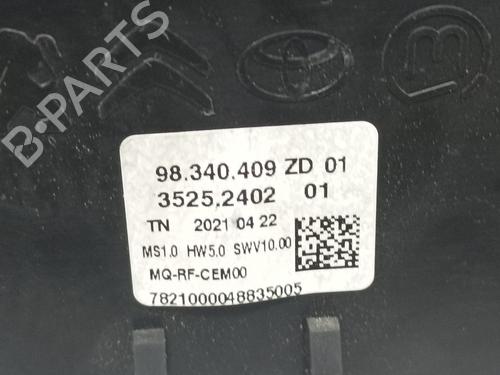 B-PARTS
98.340.409 ZD 01
3525.2402 01
TN 2021 04 22
MS1.0 HW5.0 SWV10.00
MQ-RF-CEM00
7821000048835005